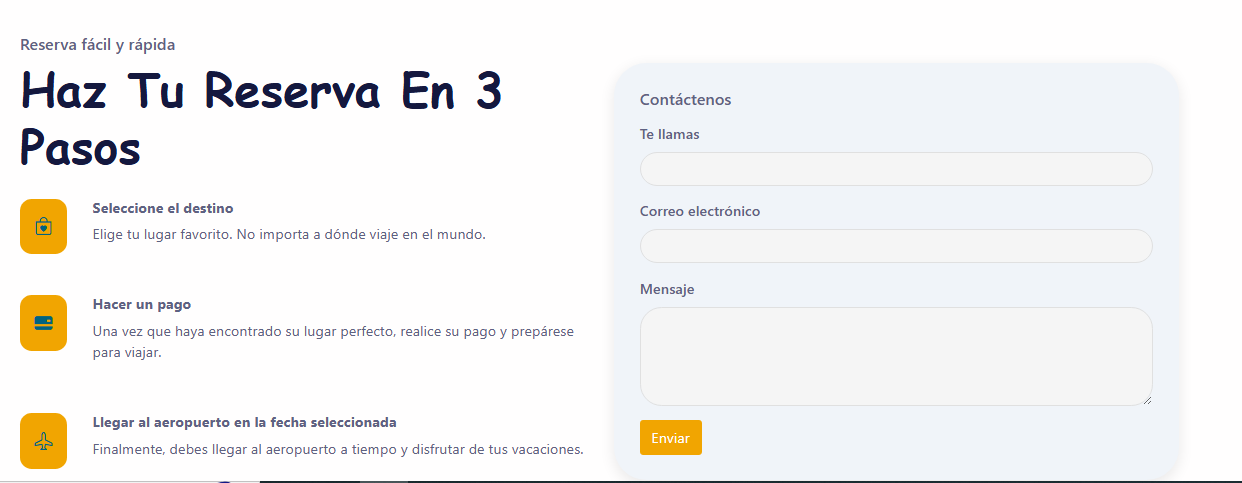 Reserva fácil y rápida
Haz Tu Reserva En 3
Pasos
Seleccione el destino
Elige tu lugar favorito. No importa a dónde viaje en el mundo.
Hacer un pago
Una vez que haya encontrado su lugar perfecto, realice su pago y prepárese
para viajar.
Llegar al aeropuerto en la fecha seleccionada
Finalmente, debes llegar al aeropuerto a tiempo y disfrutar de tus vacaciones.
Contáctenos
Te llamas
Correo electrónico
Mensaje
Enviar